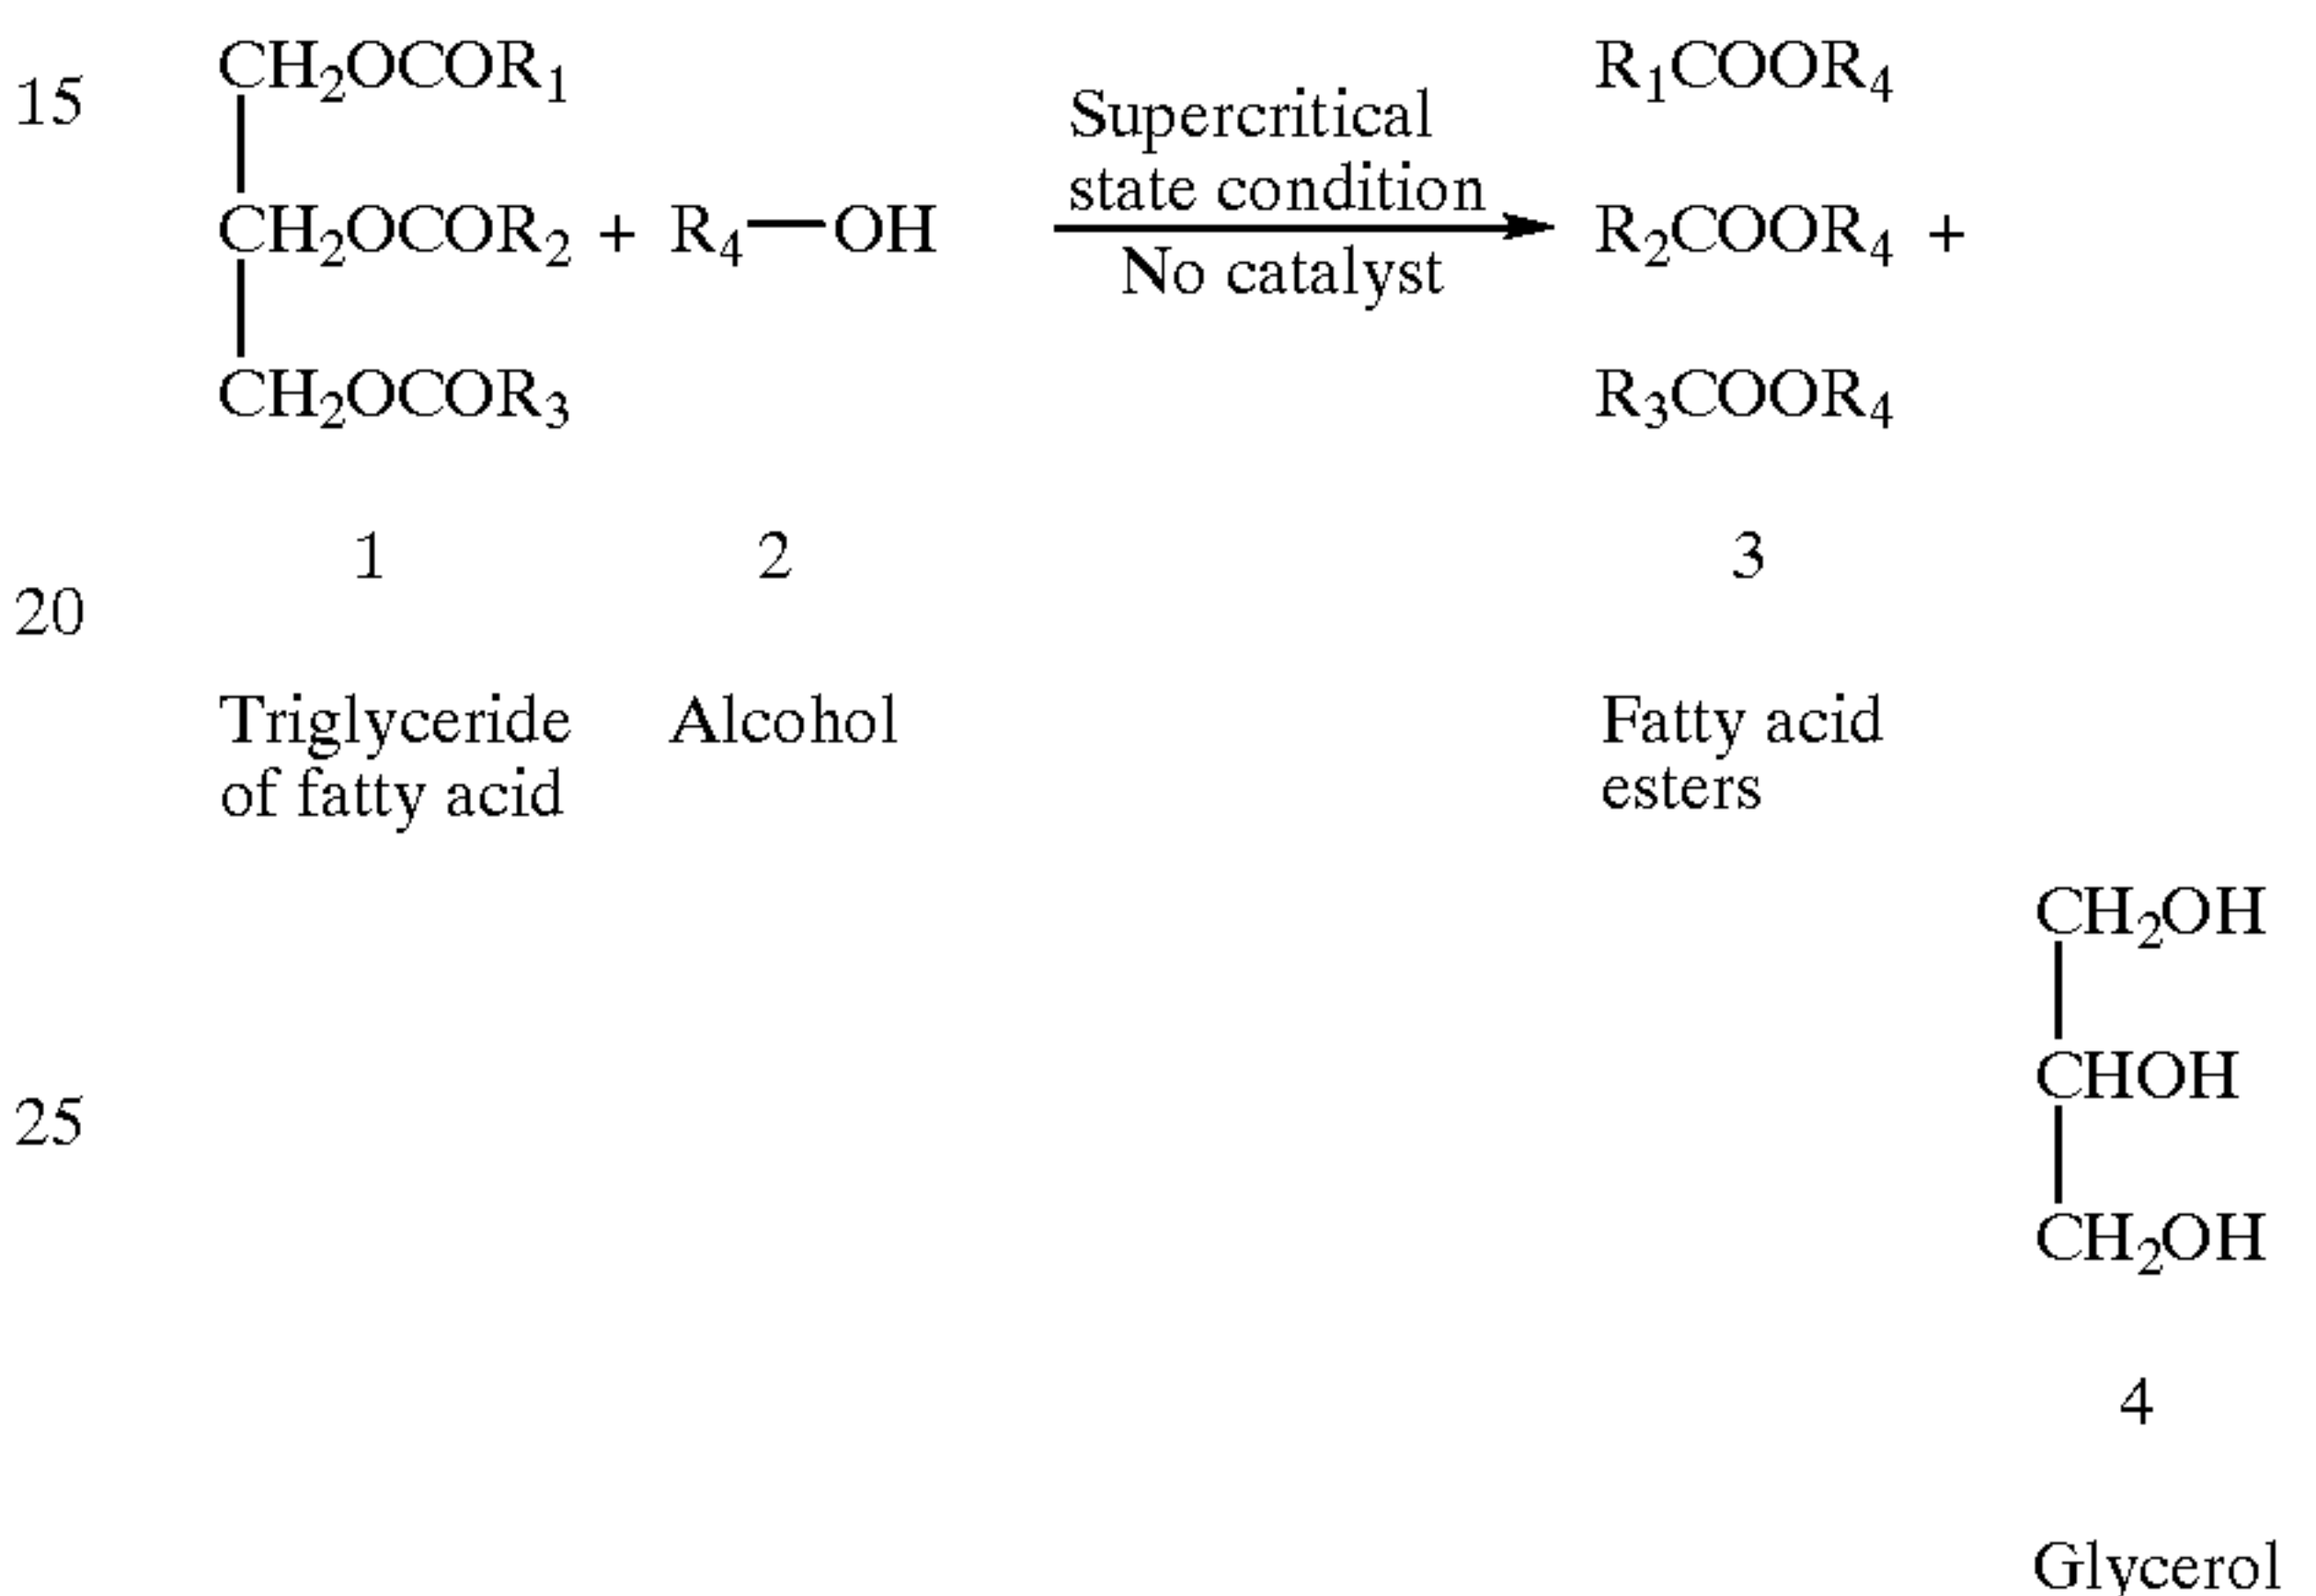 15 CH₂OCOR₁ Supercritical state condition R₁COOR₄
CH₂OCOR₂ + R₄—OH No catalyst R₂COOR₄ +
CH₂OCOR₃ R₃COOR₄
1 2 3
20
Triglyceride of fatty acid Alcohol Fatty acid esters
CH₂OH
25 CHOH
CH₂OH
4
Glycerol